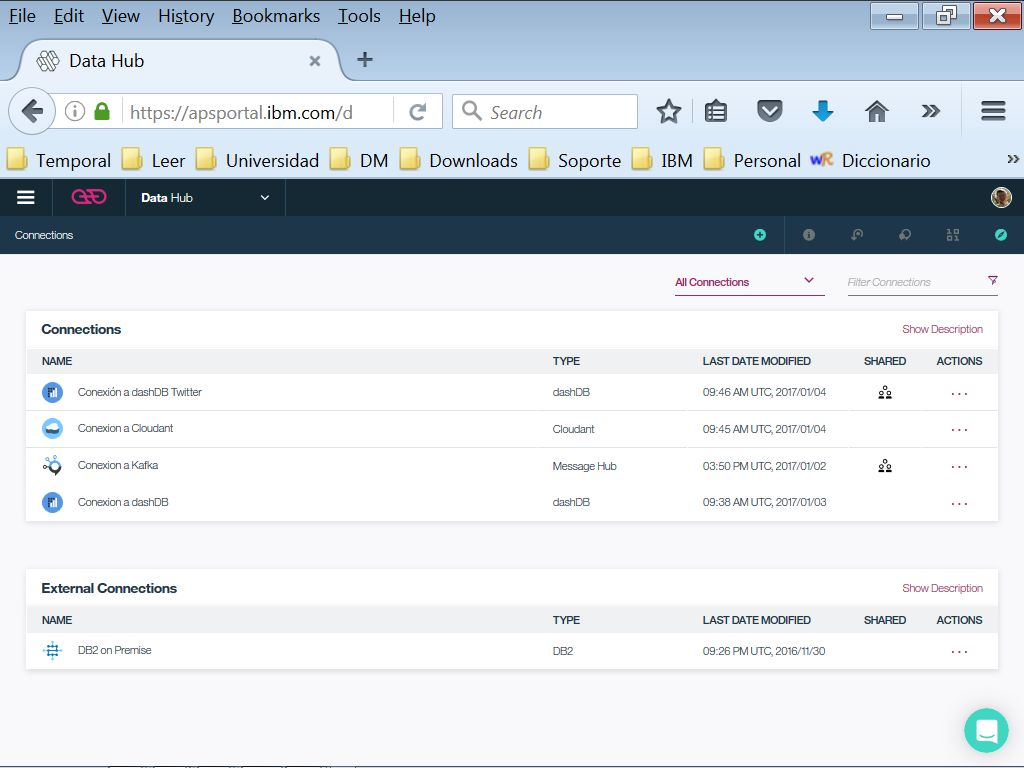 File Edit View History Bookmarks Tools Help
Data Hub
https://apsportal.ibm.com/d Search
Temporal Leer Universidad DM Downloads Soporte IBM Personal wR Diccionario
Data Hub
Connections
All Connections Filter Connections
Connections Show Description
NAME TYPE LAST DATE MODIFIED SHARED ACTIONS
Conexión a dashDB Twitter dashDB 09:46 AM UTC, 2017/01/04
Conexion a Cloudant Cloudant 09:45 AM UTC, 2017/01/04
Conexion a Kafka Message Hub 03:50 PM UTC, 2017/01/02
Conexion a dashDB dashDB 09:38 AM UTC, 2017/01/03
External Connections Show Description
NAME TYPE LAST DATE MODIFIED SHARED ACTIONS
DB2 on Premise DB2 09:26 PM UTC, 2016/11/30